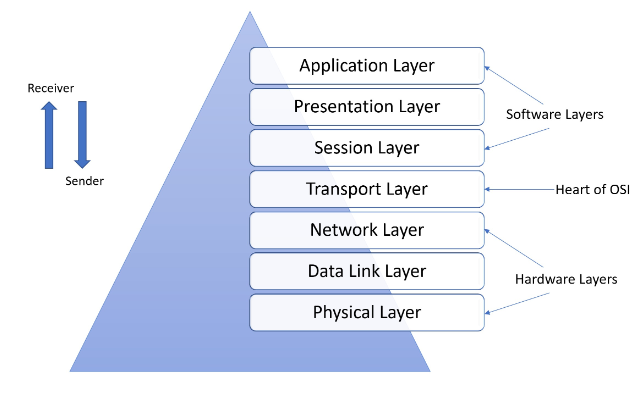 Application Layer
Receiver
Presentation Layer
Software Layers
Session Layer
Sender
Transport Layer
Heart of OSI
Network Layer
Data Link Layer
Hardware Layers
Physical Layer